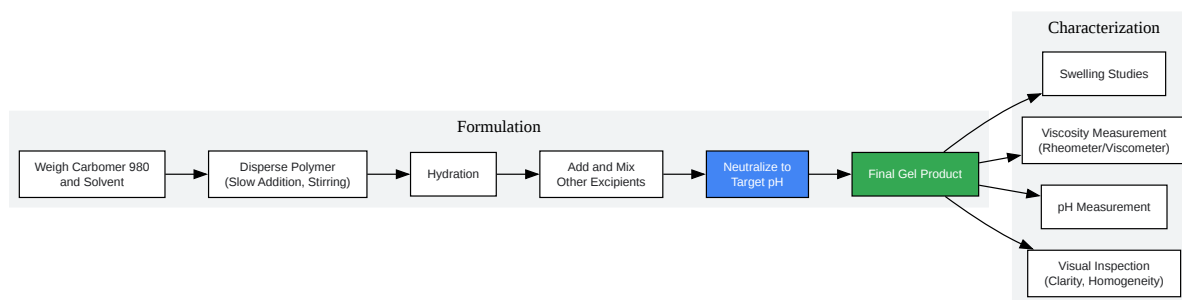 Formulation
Weigh Carbomer 980
and Solvent
Disperse Polymer
(Slow Addition, Stirring)
Hydration
Add and Mix
Other Excipients
Neutralize to
Target pH
Final Gel Product
Characterization
Swelling Studies
Viscosity Measurement
(Rheometer/Viscometer)
pH Measurement
Visual Inspection
(Clarity, Homogeneity)